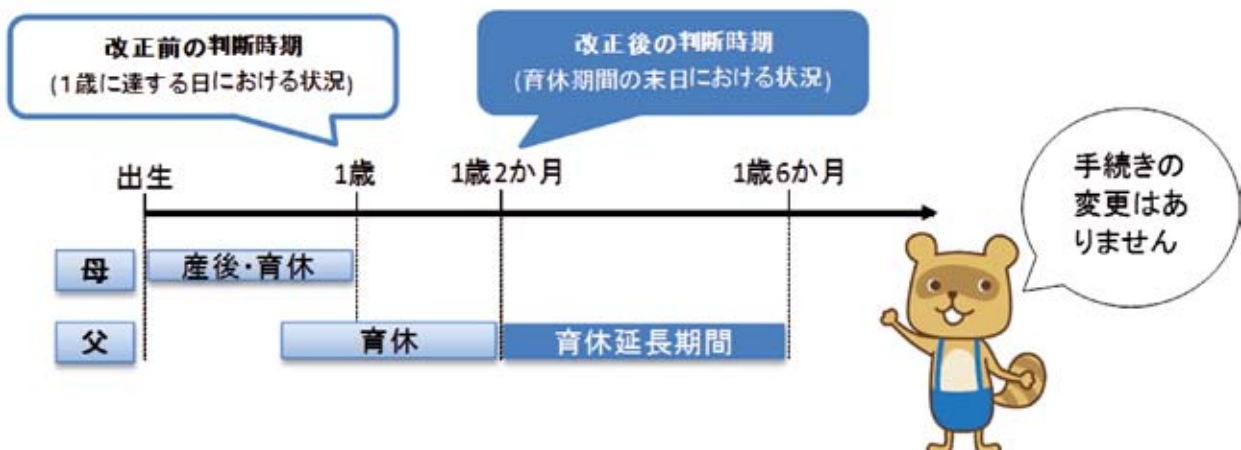 改正前の判断時期
(1歳に達する日における状況)
改正後の判断時期
(育休期間の末日における状況)
出生
1歳
1歳2か月
1歳6か月
手続きの
変更はあ
りません
母
産後・育休
父
育休
育休延長期間